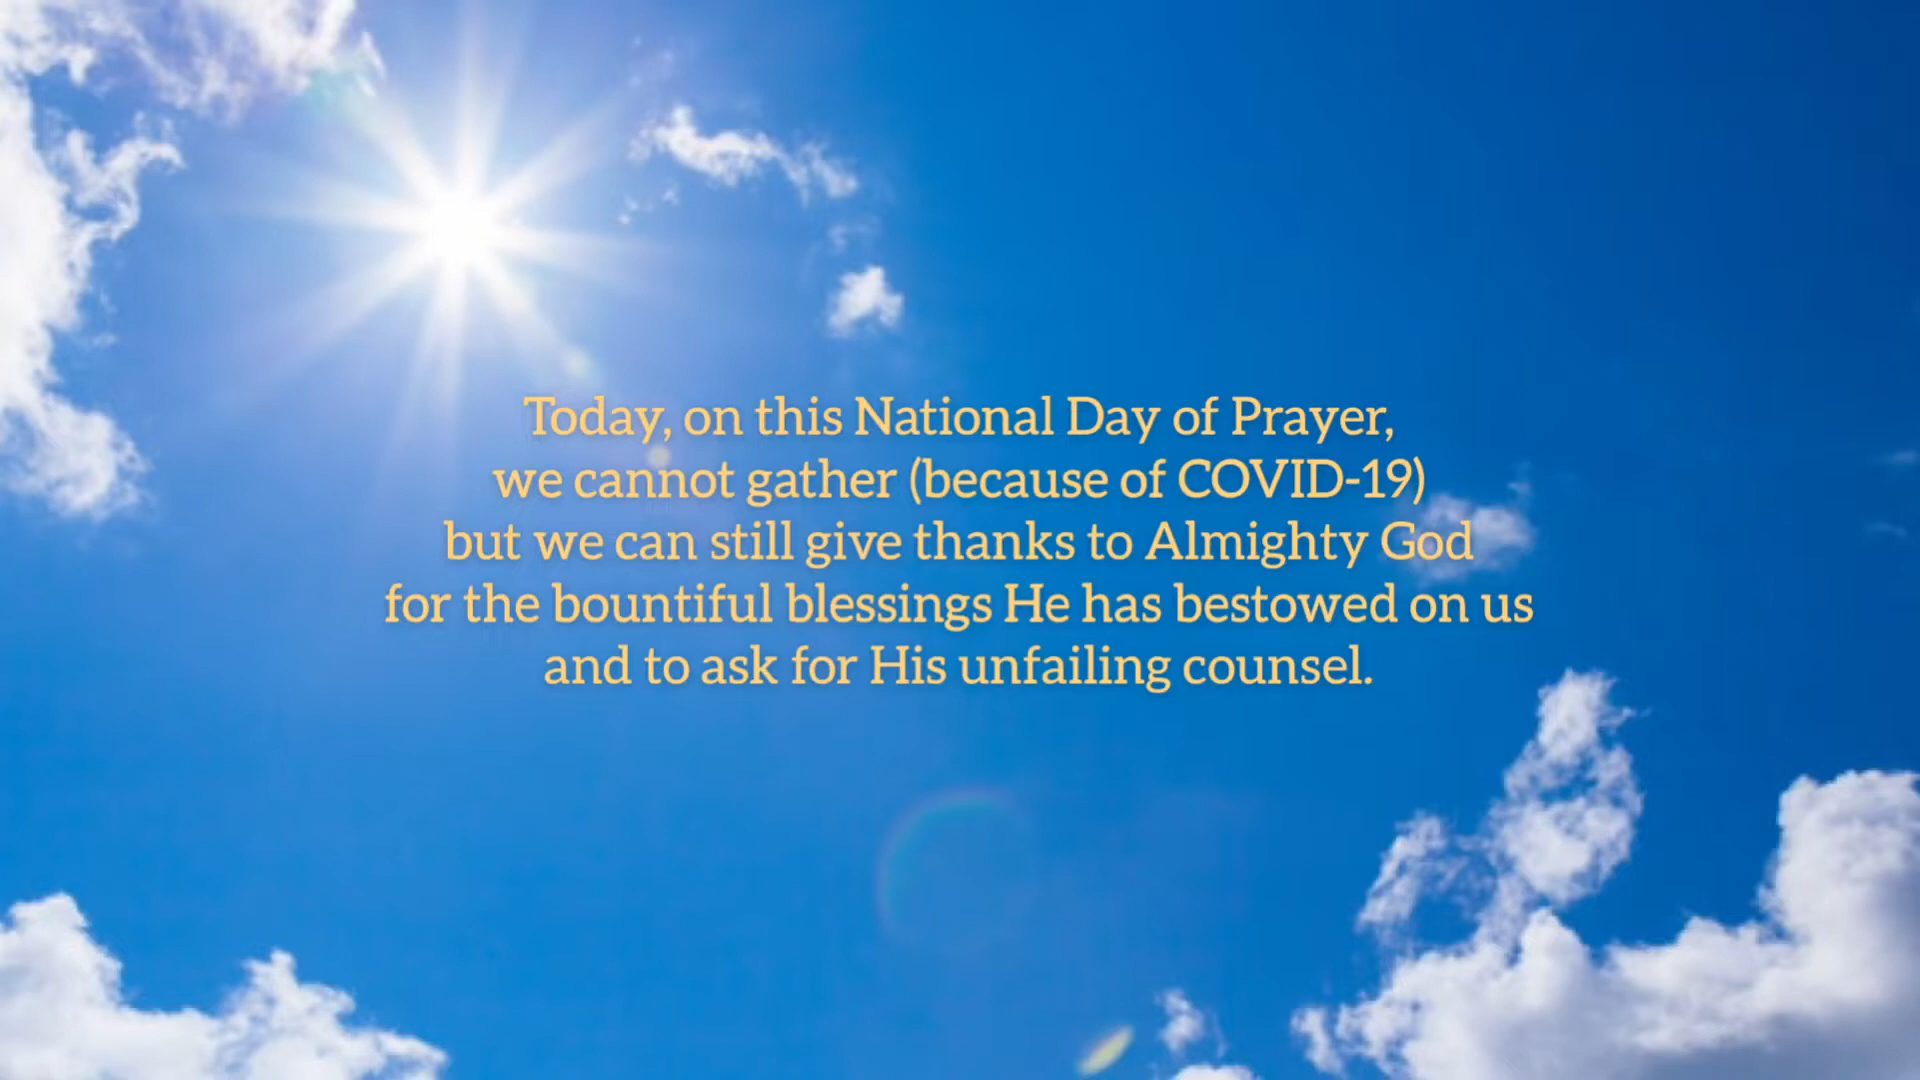 Today, on this National Day of Prayer,
we cannot gather (because of COVID-19)
but we can still give thanks to Almighty God
for the bountiful blessings He has bestowed on us
and to ask for His unfailing counsel.